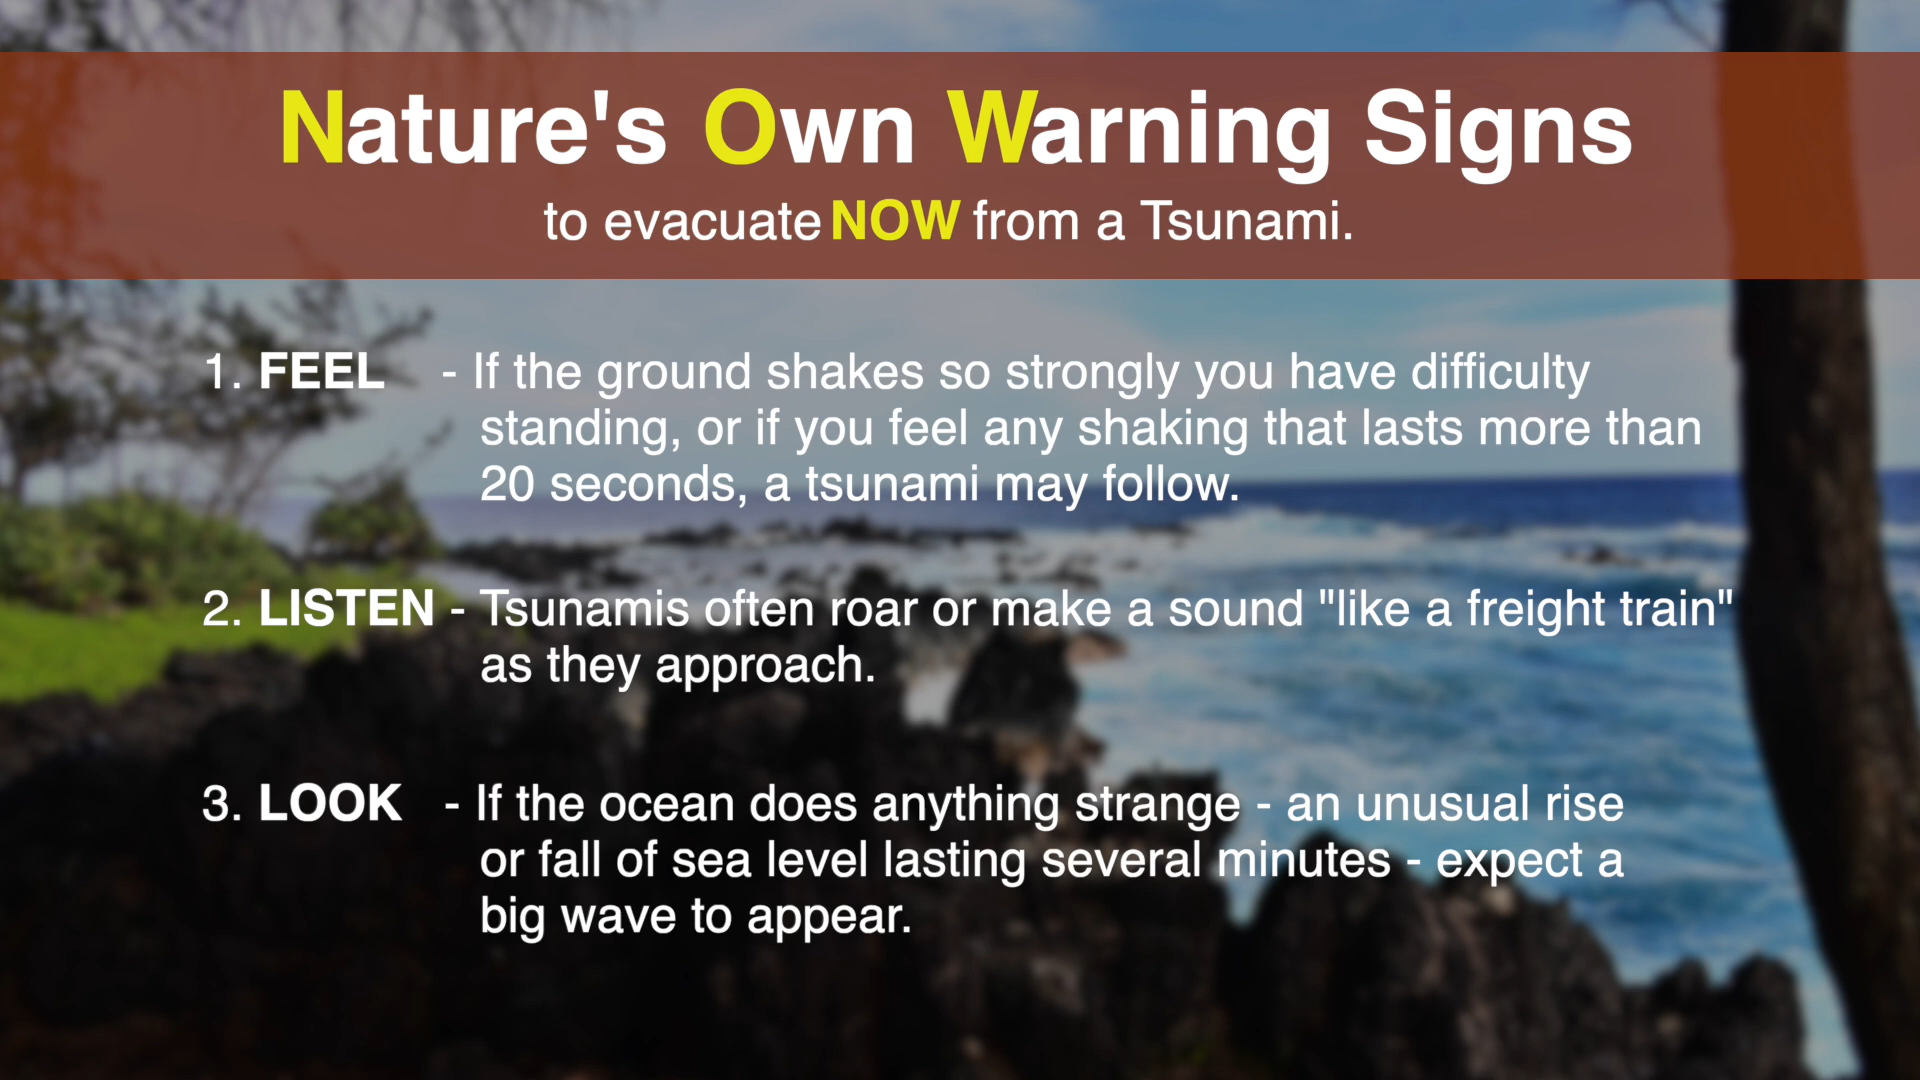 Nature's Own Warning Signs
to evacuate NOW from a Tsunami.
1. FEEL - If the ground shakes so strongly you have difficulty
standing, or if you feel any shaking that lasts more than
20 seconds, a tsunami may follow.
2. LISTEN - Tsunamis often roar or make a sound "like a freight train"
as they approach.
3. LOOK - If the ocean does anything strange - an unusual rise
or fall of sea level lasting several minutes - expect a
big wave to appear.